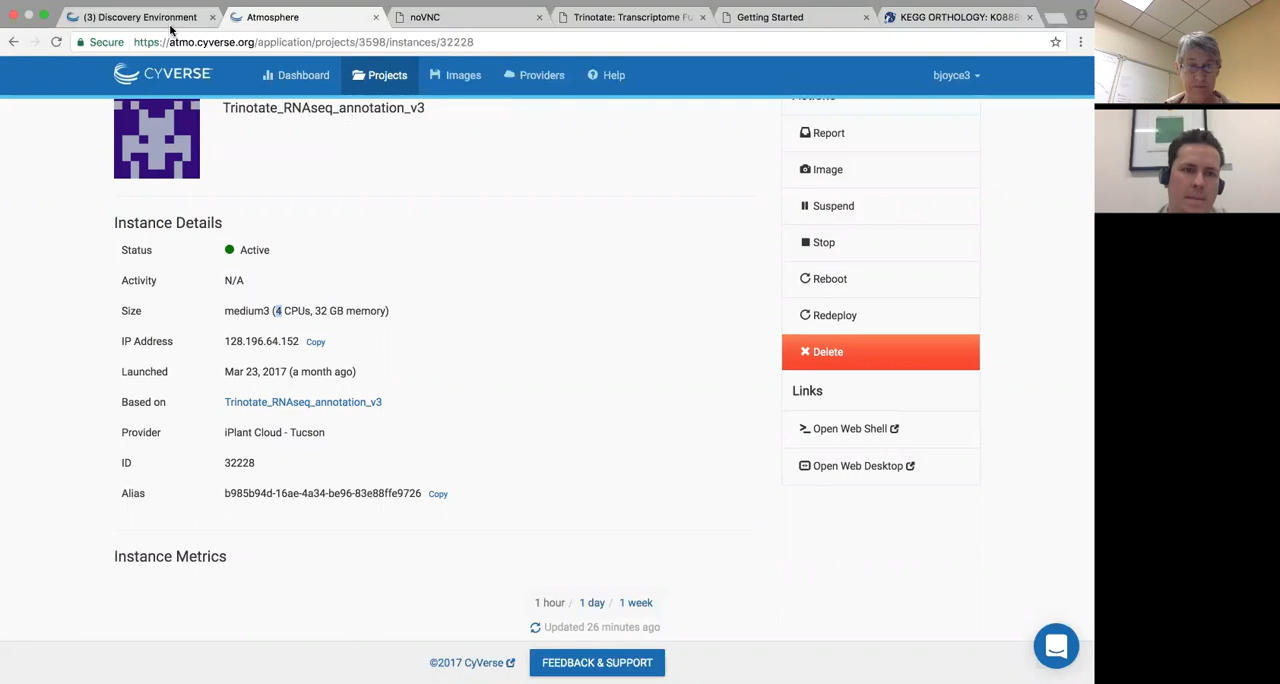 (3) Discovery Environment
Atmosphere
noVNC
Trinotate: Transcriptome Fu
Getting Started
KEGG ORTHOLOGY: K088
Secure
https://atmo.cyverse.org/application/projects/3598/instances/32228
CYVERSE
Dashboard
Projects
Images
Providers
Help
bjoyce3
Trinotate_RNAseq_annotation_v3
Actions
Report
Image
Suspend
Stop
Reboot
Redeploy
Delete
Links
Open Web Shell
Open Web Desktop
Instance Details
Status Active
Activity N/A
Size medium3 (4 CPUs, 32 GB memory)
IP Address 128.196.64.152 Copy
Launched Mar 23, 2017 (a month ago)
Based on Trinotate_RNAseq_annotation_v3
Provider iPlant Cloud - Tucson
ID 32228
Alias b985b94d-16ae-4a34-be96-83e88ffe9726 Copy
Instance Metrics
1 hour / 1 day / 1 week
Updated 26 minutes ago
©2017 CyVerse
FEEDBACK & SUPPORT